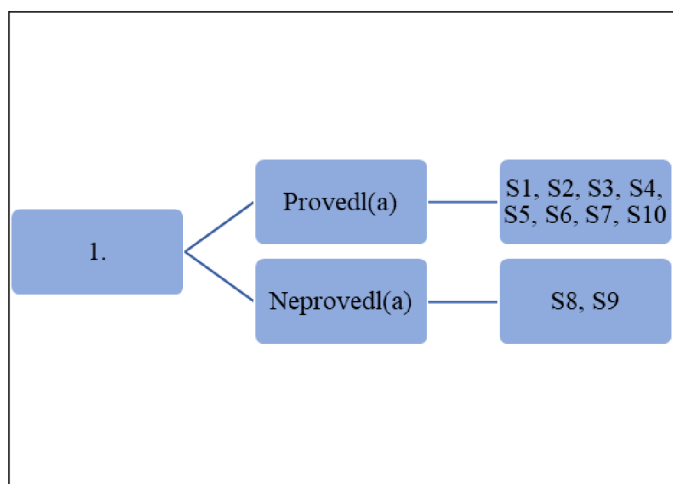 1.
Provedl(a)
S1, S2, S3, S4,
S5, S6, S7, S10
Neprovedl(a)
S8, S9